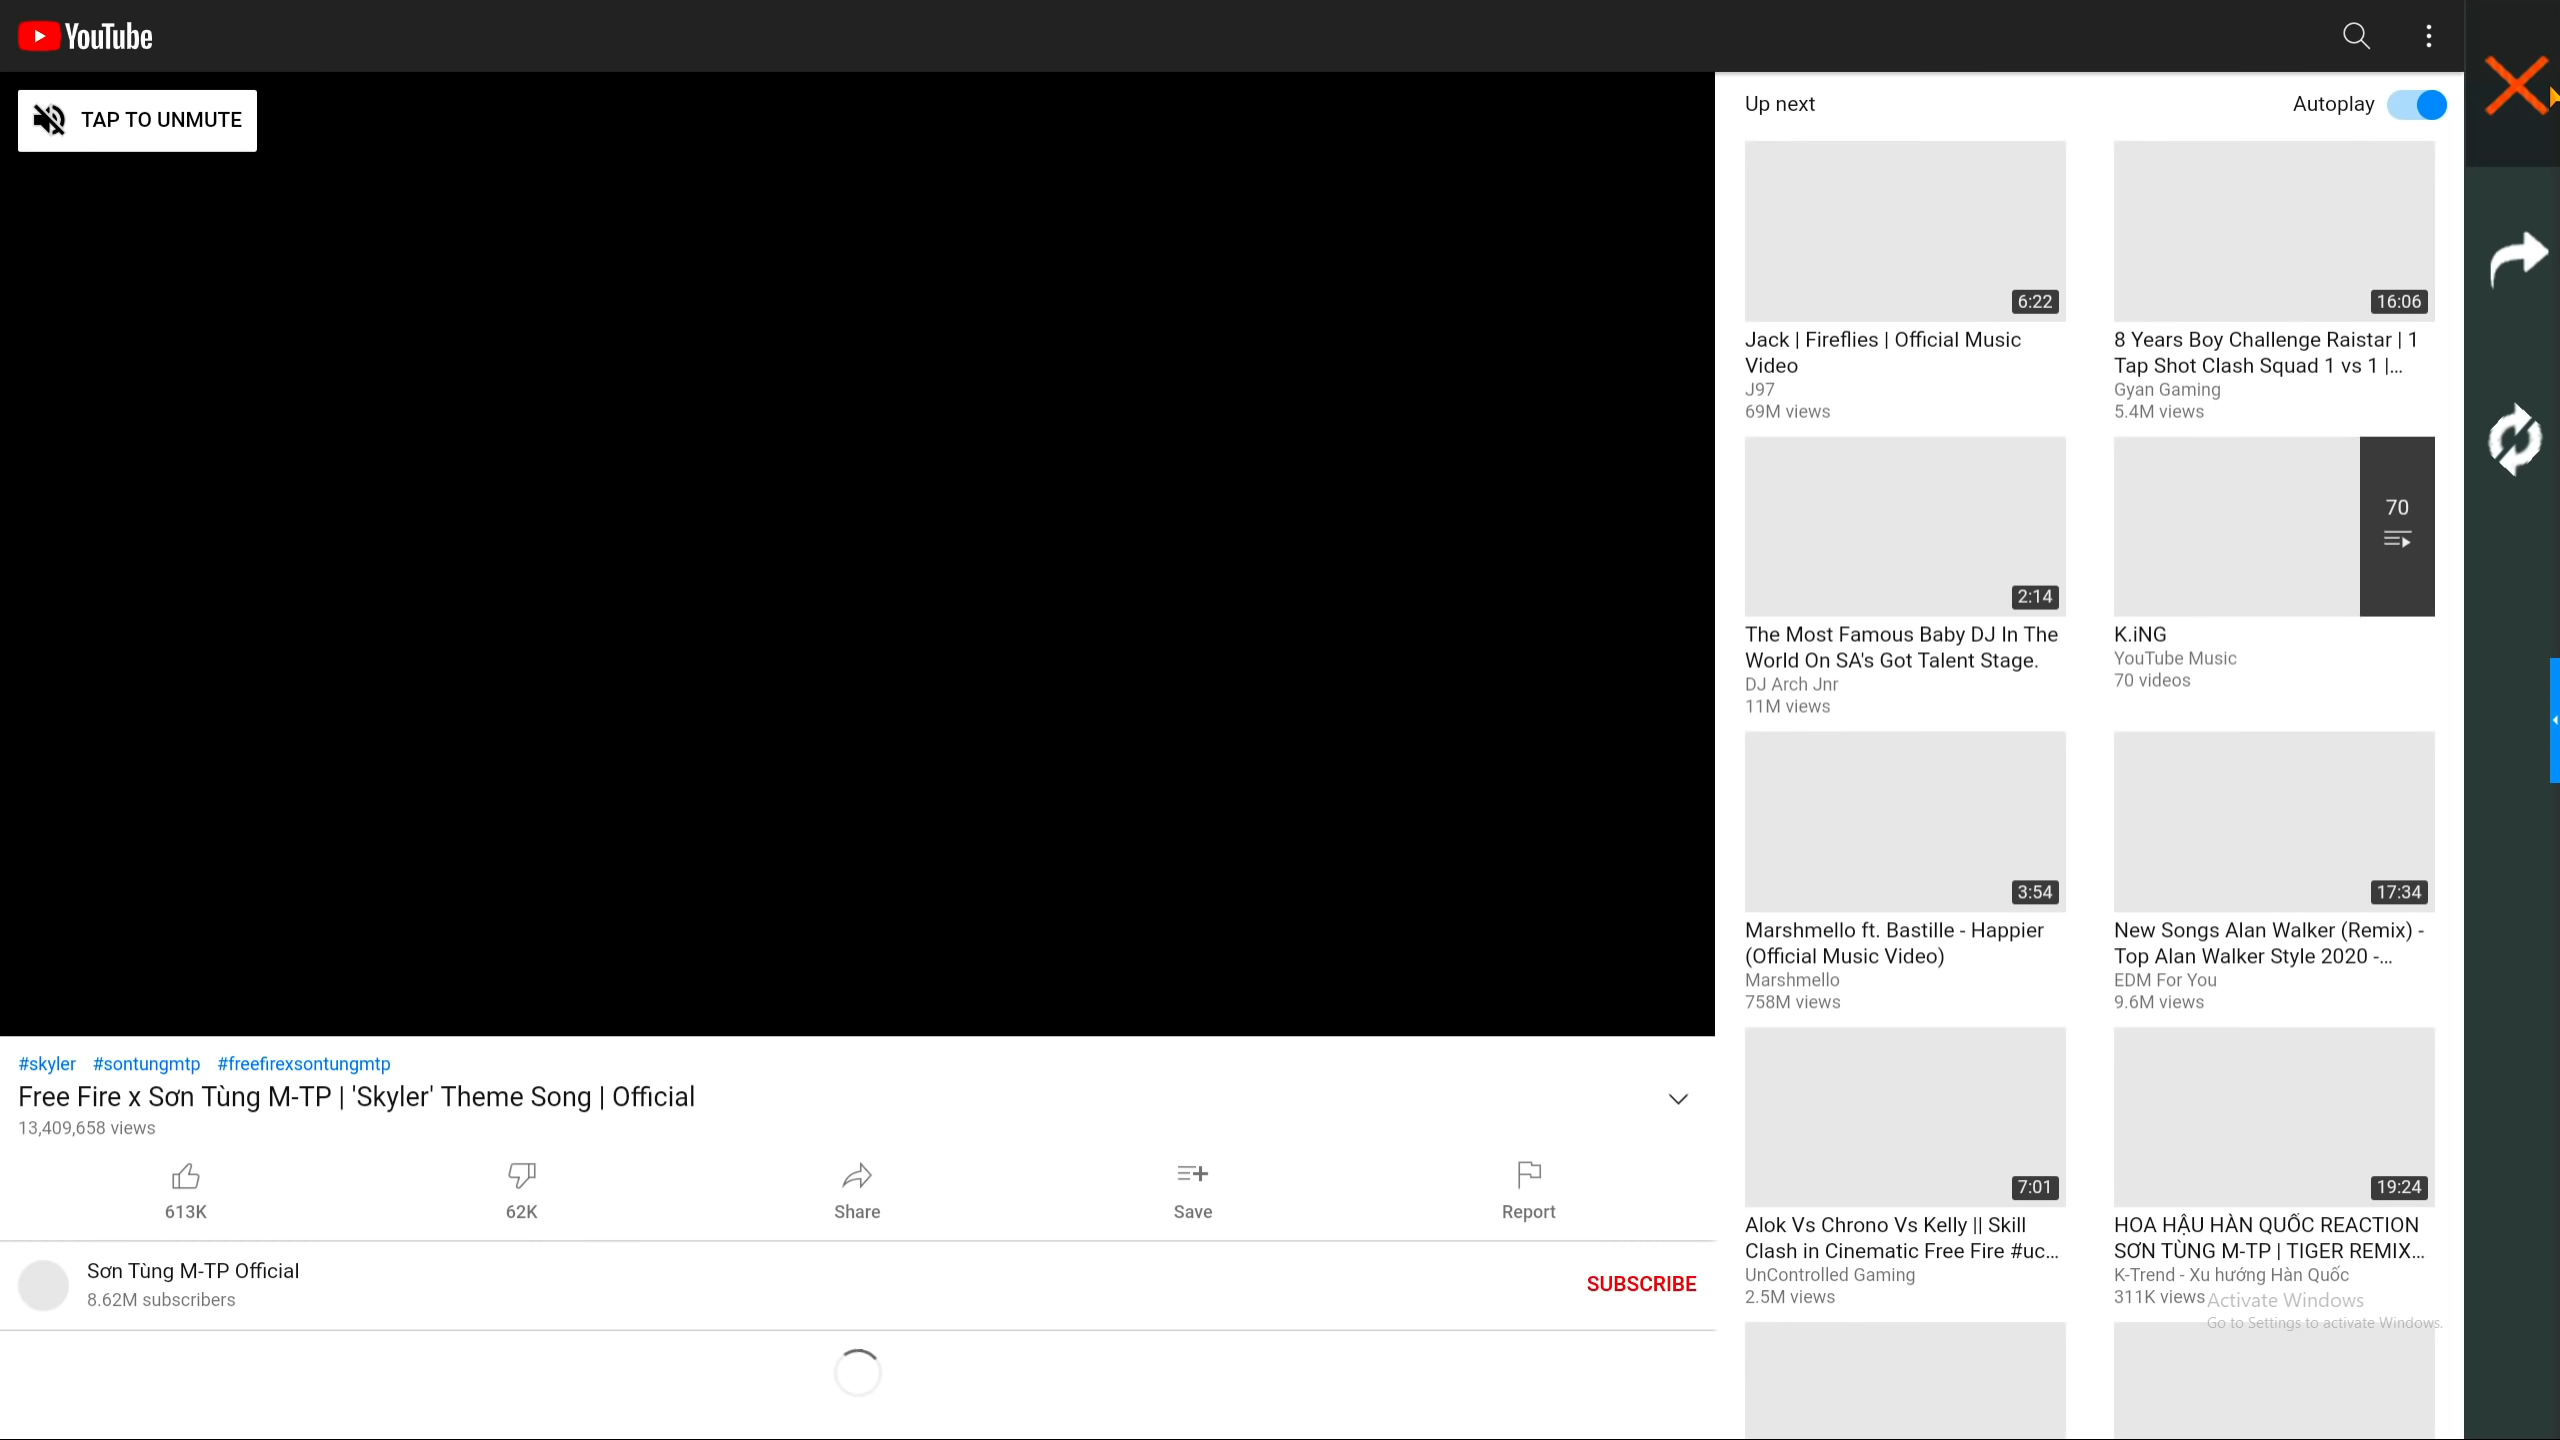 YouTube
TAP TO UNMUTE
#skyler #sontungmtp #freefirexsontungmtp
Free Fire x Sơn Tùng M-TP | 'Skyler' Theme Song | Official
13,409,658 views
613K
62K
Share
Save
Report
Sơn Tùng M-TP Official
8.62M subscribers
SUBSCRIBE
Up next
Autoplay
6:22
Jack | Fireflies | Official Music
Video
J97
69M views
16:06
8 Years Boy Challenge Raistar | 1
Tap Shot Clash Squad 1 vs 1 |...
Gyan Gaming
5.4M views
2:14
The Most Famous Baby DJ In The
World On SA's Got Talent Stage.
DJ Arch Jnr
11M views
70
K.iNG
YouTube Music
70 videos
3:54
Marshmello ft. Bastille - Happier
(Official Music Video)
Marshmello
758M views
17:34
New Songs Alan Walker (Remix) -
Top Alan Walker Style 2020 -...
EDM For You
9.6M views
7:01
Alok Vs Chrono Vs Kelly || Skill
Clash in Cinematic Free Fire #uc...
UnControlled Gaming
2.5M views
19:24
HOA HẬU HÀN QUỐC REACTION
SƠN TÙNG M-TP | TIGER REMIX...
K-Trend - Xu hướng Hàn Quốc
311K views
Activate Windows
Go to Settings to activate Windows.